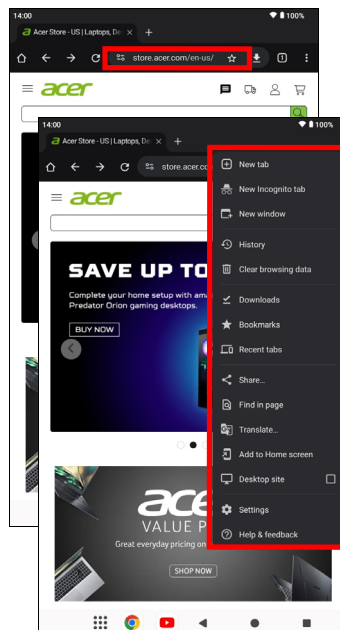 14:00
100%
Acer Store - US | Laptops, De
store.acer.com/en-us/
1
acer
14:00
100%
Acer Store - US | Laptops, De
store.acer.co
acer
New tab
New Incognito tab
New window
History
Clear browsing data
Downloads
Bookmarks
Recent tabs
Share...
Find in page
Translate...
Add to Home screen
Desktop site
Settings
Help & feedback
SAVE UP TO
Complete your home setup with ama
Predator Orion gaming desktops.
BUY NOW
acer
VALUE P
Great everyday pricing on
SHOP NOW